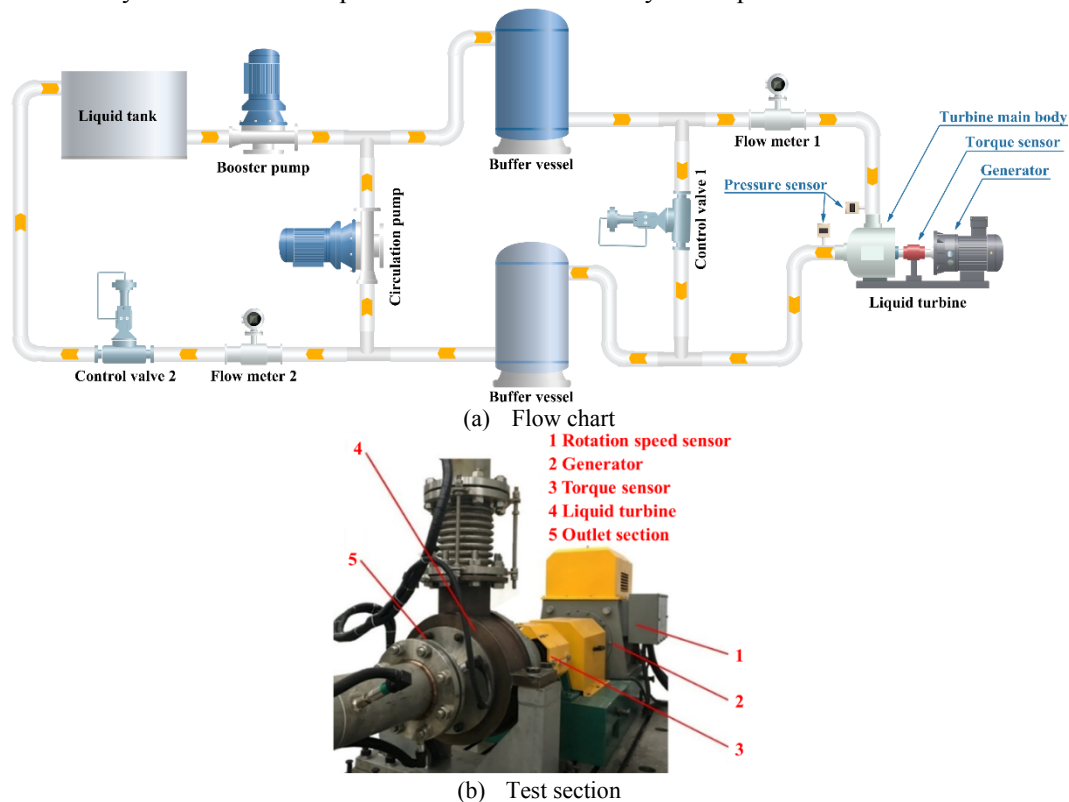 Liquid tank
Booster pump
Buffer vessel
Flow meter 1
Turbine main body
Torque sensor
Generator
Pressure sensor
Circulation pump
Control valve 1
Liquid turbine
Control valve 2
Flow meter 2
Buffer vessel
(a) Flow chart
1 Rotation speed sensor
2 Generator
3 Torque sensor
4 Liquid turbine
5 Outlet section
4
5
1
2
3
(b) Test section